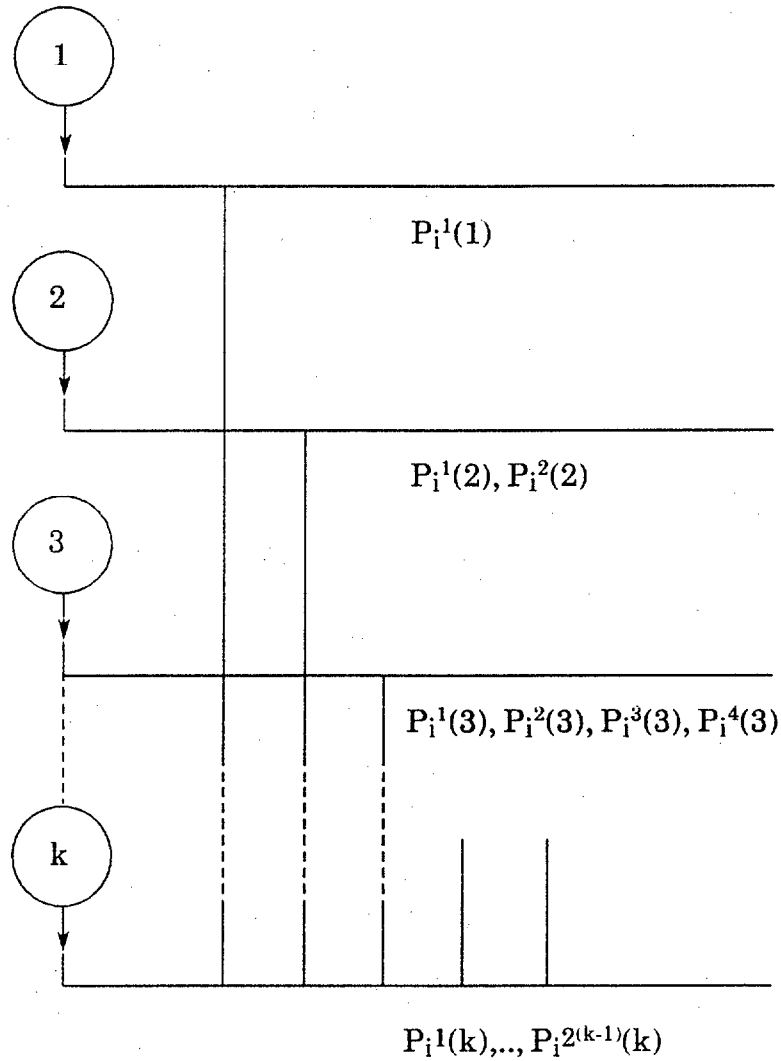 1
P_i^1(1)
2
P_i^1(2), P_i^2(2)
3
P_i^1(3), P_i^2(3), P_i^3(3), P_i^4(3)
k
P_i^1(k),.., P_i^2^(k-1)(k)